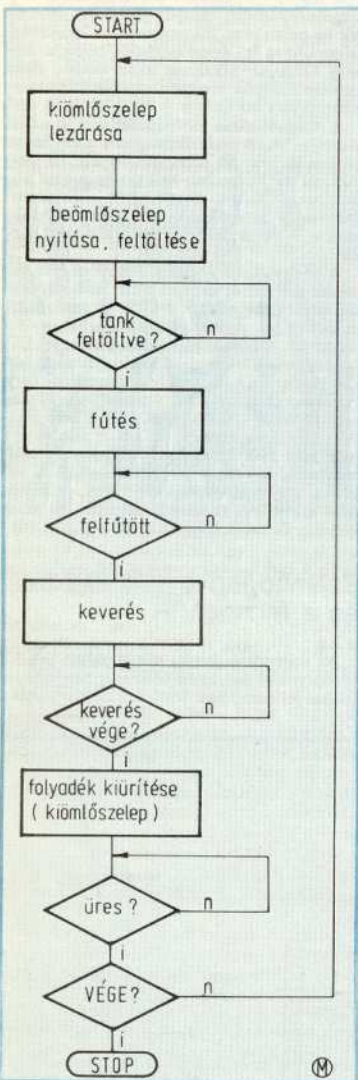 START
kiömlőszelep
lezárása
beömlőszelep
nyitása, feltöltése
tank
feltöltve?
n
i
fűtés
felfűtött
n
i
keverés
keverés
vége?
n
i
folyadék kiürítése
(kiömlőszelep)
üres?
n
i
VÉGE?
n
i
STOP
M